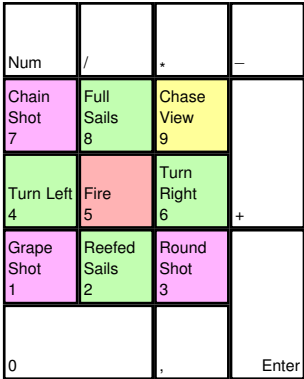 Num
/
*
–
Chain
Shot
7
Full
Sails
8
Chase
View
9
+
Turn Left
4
Fire
5
Turn
Right
6
Grape
Shot
1
Reefed
Sails
2
Round
Shot
3
Enter
0
,